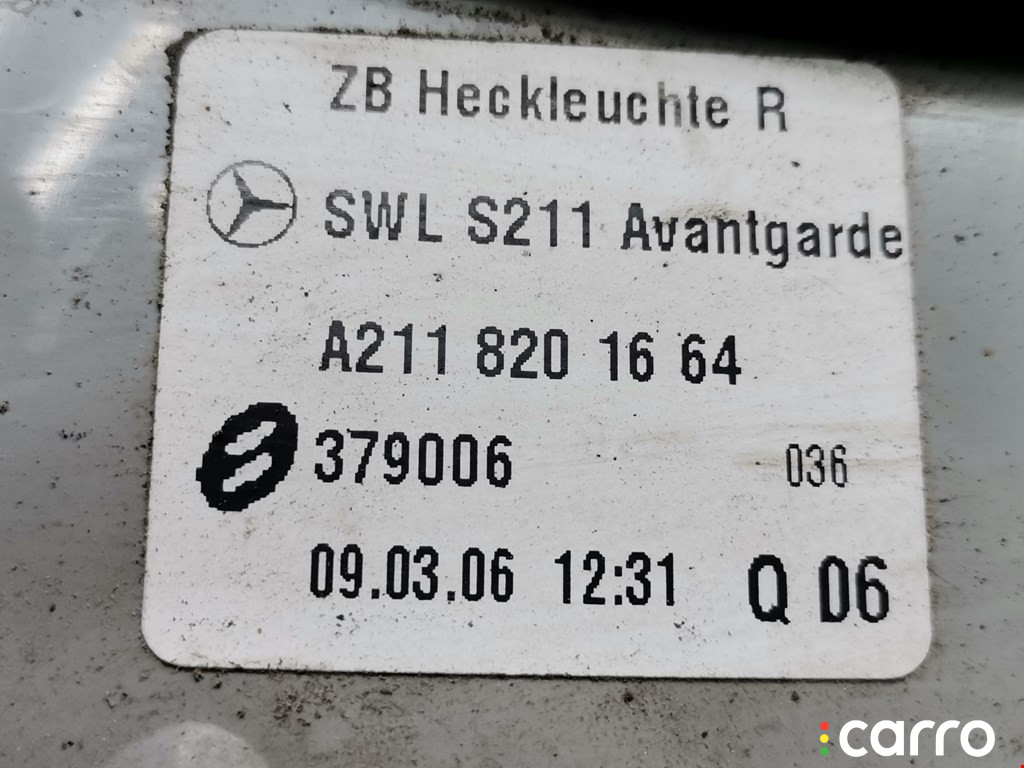 ZB Heckleuchte R
SWL S211 Avantgarde
A211 820 16 64
379006 036
09.03.06 12:31 Q 06
carro